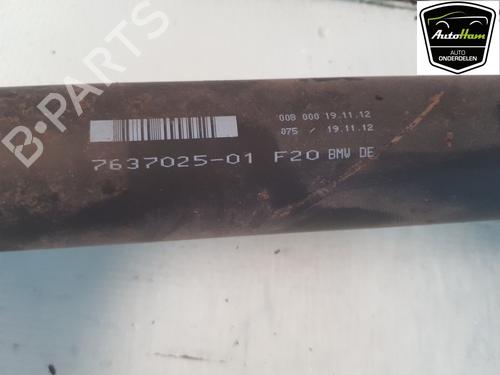 AutoHam
AUTO
ONDERDELEN
B-PARTS
008 000 19.11.12
075 / 19.11.12
7637025-01 F20 BMW DE